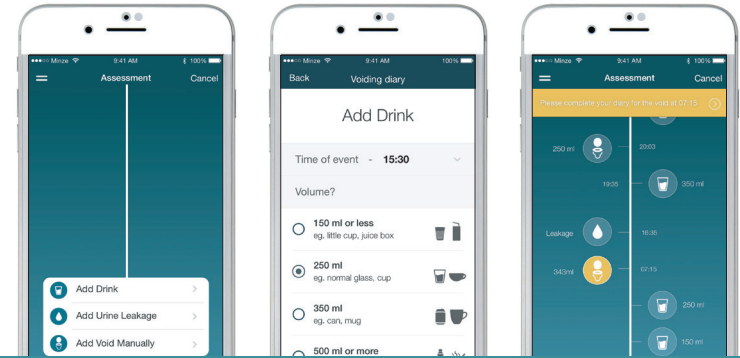 Minze 9:41 AM 100%
Assessment Cancel
Add Drink
Add Urine Leakage
Add Void Manually
Minze 9:41 AM 100%
Back Voiding diary
Add Drink
Time of event - 15:30
Volume?
150 ml or less
eg. little cup, juice box
250 ml
eg. normal glass, cup
350 ml
eg. can, mug
500 ml or more
Minze 9:41 AM 100%
Assessment Cancel
Please complete your diary for the void at 07:15
250 ml 20:03
19:35 350 ml
Leakage 16:35
343ml 07:15
250 ml
150 ml